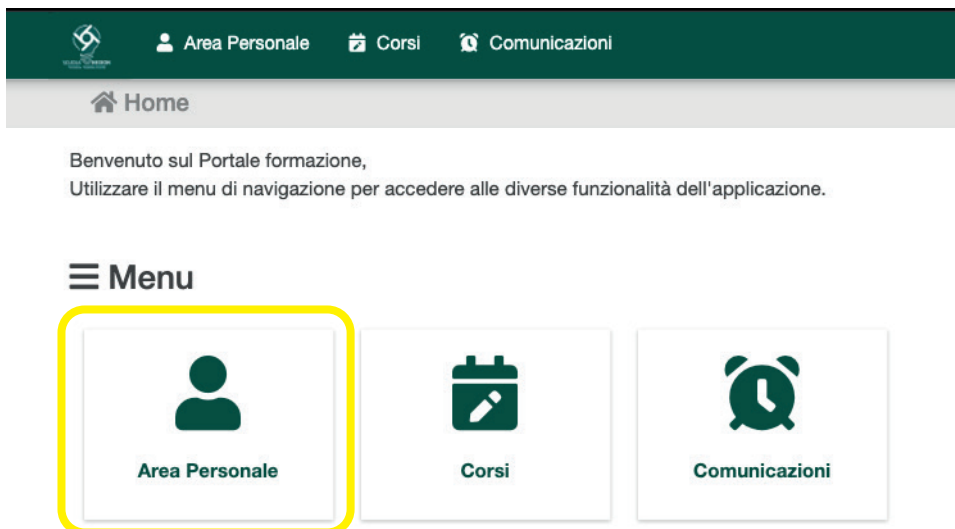 Area Personale
Corsi
Comunicazioni
Home
Benvenuto sul Portale formazione,
Utilizzare il menu di navigazione per accedere alle diverse funzionalità dell'applicazione.
Menu
Area Personale
Corsi
Comunicazioni